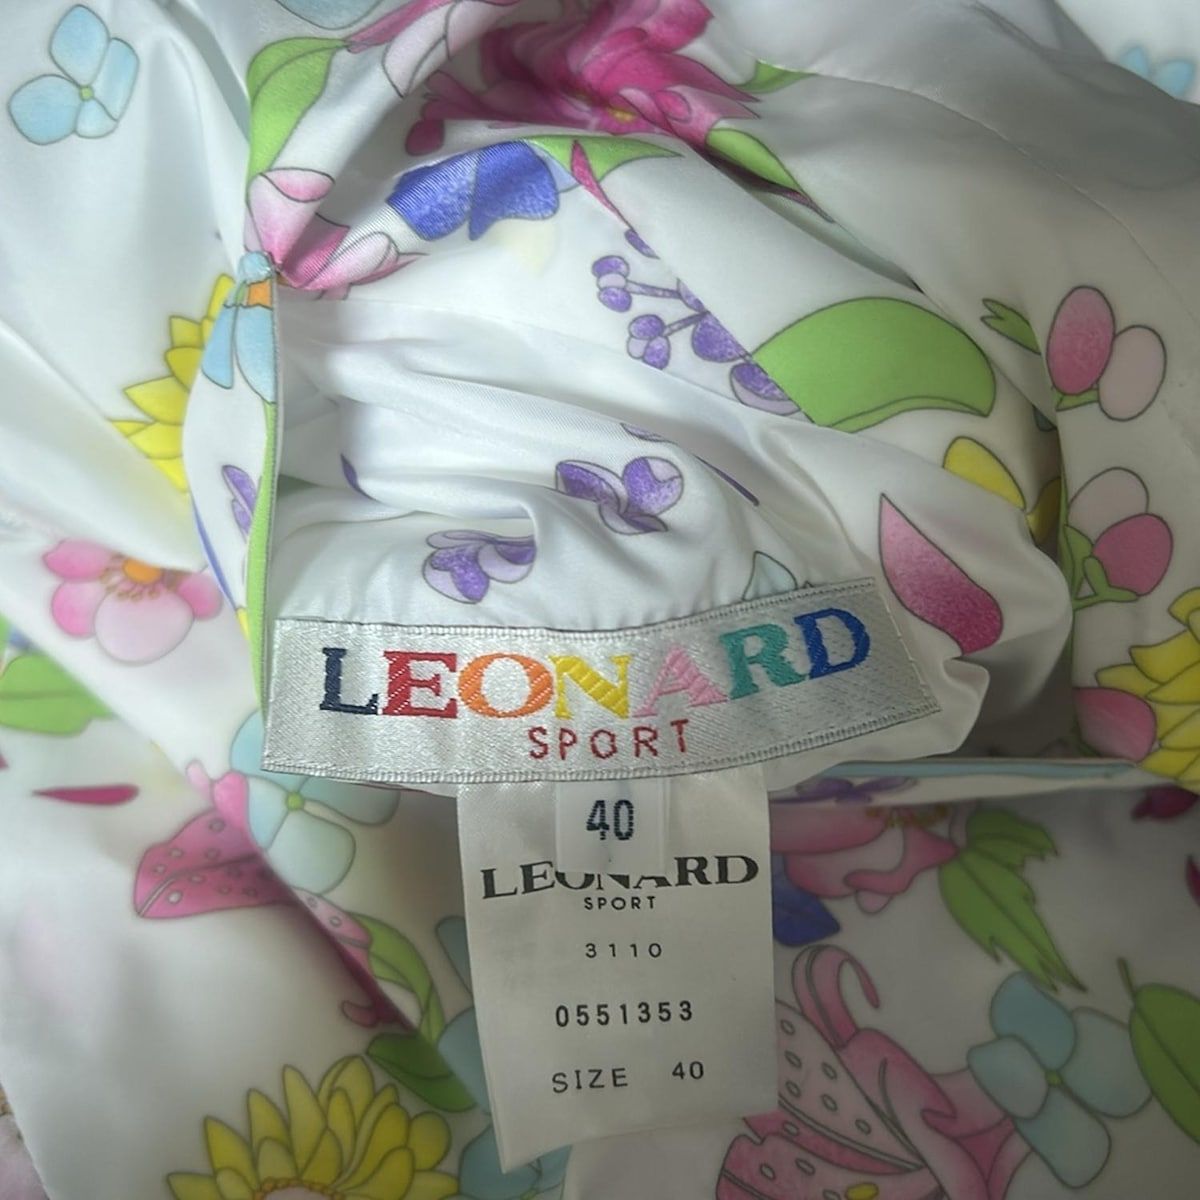 LEONARD
SPORT
40
LEONARD
SPORT
3110
0551353
SIZE 40